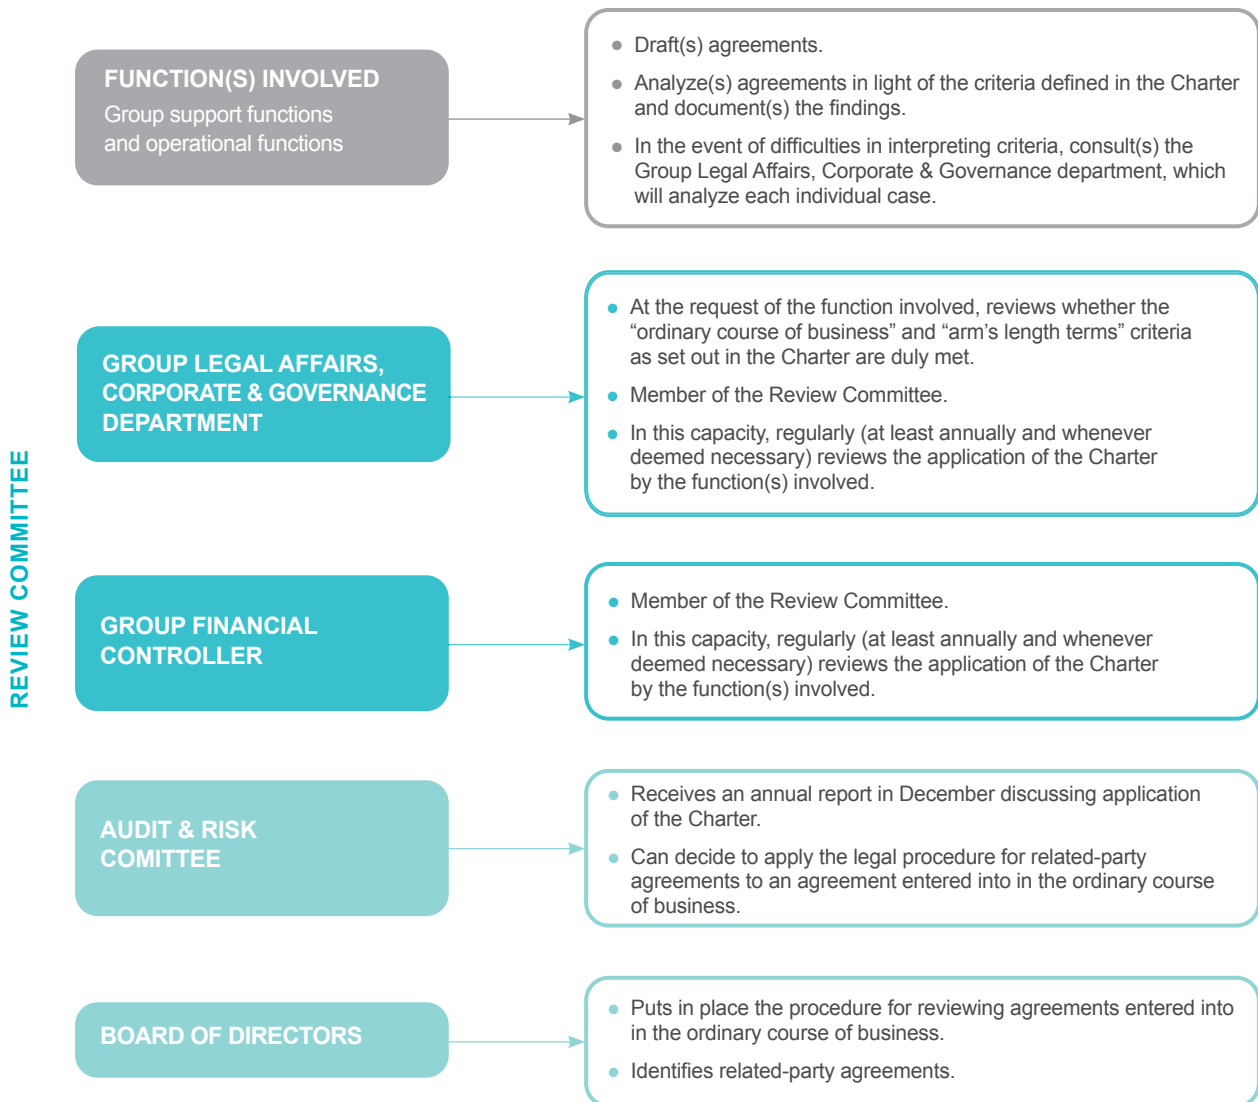 FUNCTION(S) INVOLVED
Group support functions
and operational functions
● Draft(s) agreements.
● Analyze(s) agreements in light of the criteria defined in the Charter
and document(s) the findings.
● In the event of difficulties in interpreting criteria, consult(s) the
Group Legal Affairs, Corporate & Governance department, which
will analyze each individual case.
REVIEW COMMITTEE
GROUP LEGAL AFFAIRS,
CORPORATE & GOVERNANCE
DEPARTMENT
● At the request of the function involved, reviews whether the
“ordinary course of business” and “arm’s length terms” criteria
as set out in the Charter are duly met.
● Member of the Review Committee.
● In this capacity, regularly (at least annually and whenever
deemed necessary) reviews the application of the Charter
by the function(s) involved.
GROUP FINANCIAL
CONTROLLER
● Member of the Review Committee.
● In this capacity, regularly (at least annually and whenever
deemed necessary) reviews the application of the Charter
by the function(s) involved.
AUDIT & RISK
COMITTEE
● Receives an annual report in December discussing application
of the Charter.
● Can decide to apply the legal procedure for related-party
agreements to an agreement entered into in the ordinary course
of business.
BOARD OF DIRECTORS
● Puts in place the procedure for reviewing agreements entered into
in the ordinary course of business.
● Identifies related-party agreements.